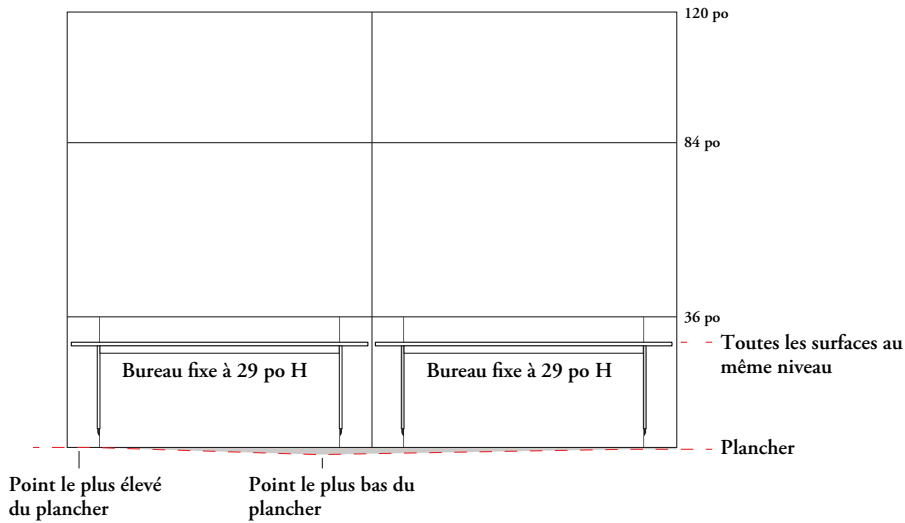 120 po
84 po
36 po
Toutes les surfaces au
même niveau
Bureau fixe à 29 po H
Bureau fixe à 29 po H
Plancher
Point le plus élevé
du plancher
Point le plus bas du
plancher